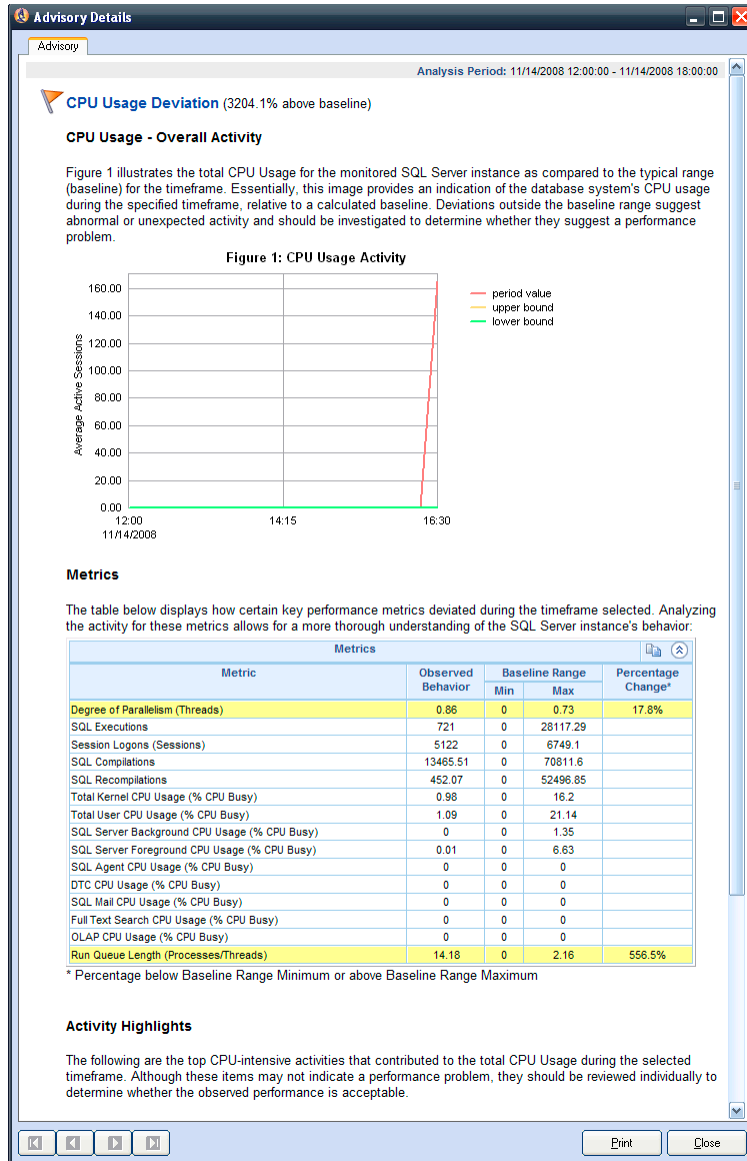 Advisory Details
Advisory
Analysis Period: 11/14/2008 12:00:00 - 11/14/2008 18:00:00
CPU Usage Deviation (3204.1% above baseline)
CPU Usage - Overall Activity
Figure 1 illustrates the total CPU Usage for the monitored SQL Server instance as compared to the typical range
(baseline) for the timeframe. Essentially, this image provides an indication of the database system's CPU usage
during the specified timeframe, relative to a calculated baseline. Deviations outside the baseline range suggest
abnormal or unexpected activity and should be investigated to determine whether they suggest a performance
problem.
Figure 1: CPU Usage Activity
160.00
140.00
120.00
100.00
80.00
60.00
40.00
20.00
0.00
Average Active Sessions
12:00 14:15 16:30
11/14/2008
period value
upper bound
lower bound
Metrics
The table below displays how certain key performance metrics deviated during the timeframe selected. Analyzing
the activity for these metrics allows for a more thorough understanding of the SQL Server instance's behavior:
Metrics
Metric Observed Behavior Baseline Range Percentage Change*
Min Max
Degree of Parallelism (Threads) 0.86 0 0.73 17.8%
SQL Executions 721 0 28117.29
Session Logons (Sessions) 5122 0 6749.1
SQL Compilations 13465.51 0 70811.6
SQL Recompilations 452.07 0 52496.85
Total Kernel CPU Usage (% CPU Busy) 0.98 0 16.2
Total User CPU Usage (% CPU Busy) 1.09 0 21.14
SQL Server Background CPU Usage (% CPU Busy) 0 0 1.35
SQL Server Foreground CPU Usage (% CPU Busy) 0.01 0 6.63
SQL Agent CPU Usage (% CPU Busy) 0 0 0
DTC CPU Usage (% CPU Busy) 0 0 0
SQL Mail CPU Usage (% CPU Busy) 0 0 0
Full Text Search CPU Usage (% CPU Busy) 0 0 0
OLAP CPU Usage (% CPU Busy) 0 0 0
Run Queue Length (Processes/Threads) 14.18 0 2.16 556.5%
* Percentage below Baseline Range Minimum or above Baseline Range Maximum
Activity Highlights
The following are the top CPU-intensive activities that contributed to the total CPU Usage during the selected
timeframe. Although these items may not indicate a performance problem, they should be reviewed individually to
determine whether the observed performance is acceptable.
Print Close